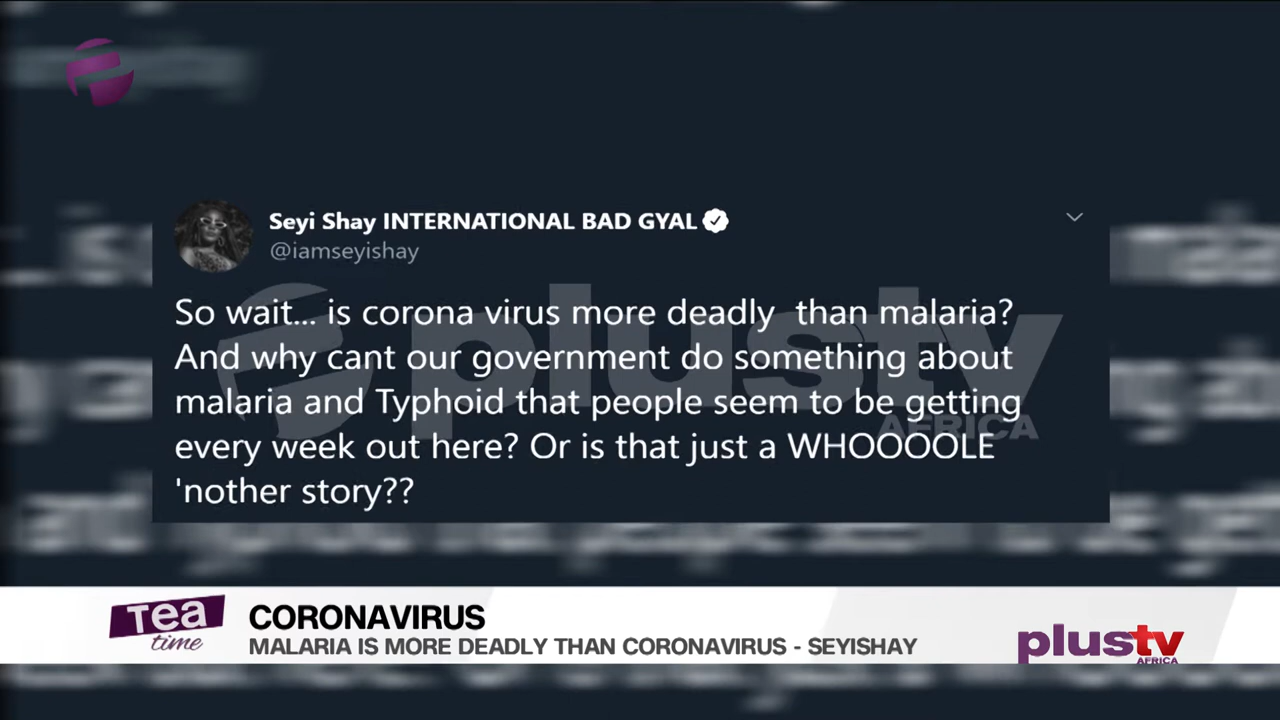 Seyi Shay INTERNATIONAL BAD GYAL
@iamseyishay
So wait... is corona virus more deadly than malaria?
And why cant our government do something about
malaria and Typhoid that people seem to be getting
every week out here? Or is that just a WHOOOOLE
'nother story??
plustv
AFRICA
Tea
time
CORONAVIRUS
MALARIA IS MORE DEADLY THAN CORONAVIRUS - SEYISHAY
plustv
AFRICA